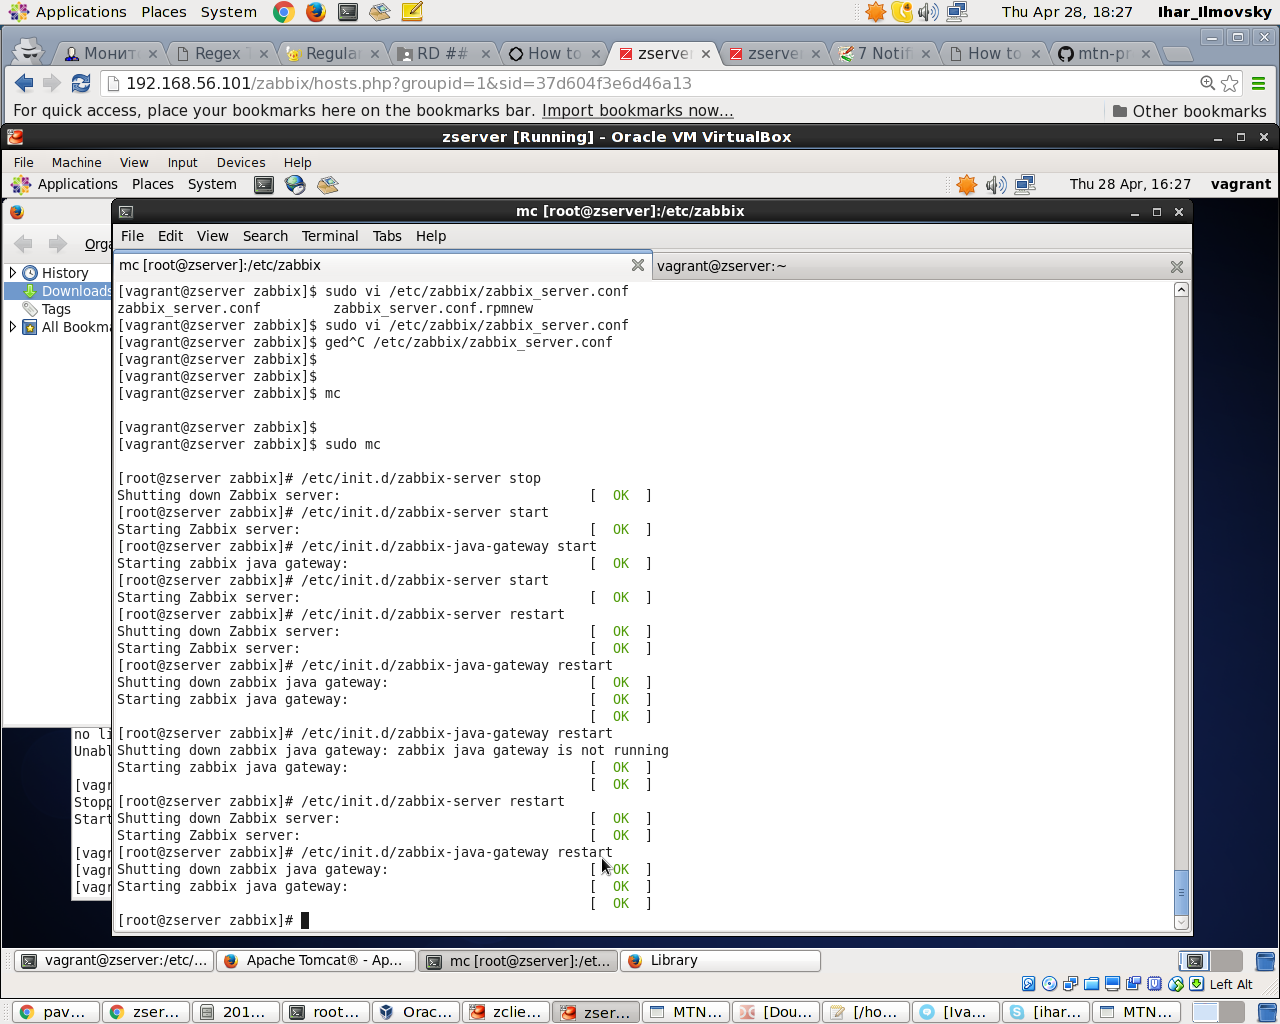 Applications Places System Thu Apr 28, 18:27 Ihar_Ilmovsky
Монит Regex T Regular RD ## How to zserver zserver 7 Notif How to mtn-pr
192.168.56.101/zabbix/hosts.php?groupid=1&sid=37d604f3e6d46a13
For quick access, place your bookmarks here on the bookmarks bar. Import bookmarks now... Other bookmarks
zserver [Running] - Oracle VM VirtualBox
File Machine View Input Devices Help
Applications Places System Thu 28 Apr, 16:27 vagrant
mc [root@zserver]:/etc/zabbix
File Edit View Search Terminal Tabs Help
Orga
mc [root@zserver]:/etc/zabbix vagrant@zserver:~
History
Downloads
Tags
All Bookma
[vagrant@zserver zabbix]$ sudo vi /etc/zabbix/zabbix_server.conf
zabbix_server.conf zabbix_server.conf.rpmnew
[vagrant@zserver zabbix]$ sudo vi /etc/zabbix/zabbix_server.conf
[vagrant@zserver zabbix]$ ged^C /etc/zabbix/zabbix_server.conf
[vagrant@zserver zabbix]$
[vagrant@zserver zabbix]$
[vagrant@zserver zabbix]$ mc
[vagrant@zserver zabbix]$
[vagrant@zserver zabbix]$ sudo mc
[root@zserver zabbix]# /etc/init.d/zabbix-server stop
Shutting down Zabbix server: [ OK ]
[root@zserver zabbix]# /etc/init.d/zabbix-server start
Starting Zabbix server: [ OK ]
[root@zserver zabbix]# /etc/init.d/zabbix-java-gateway start
Starting zabbix java gateway: [ OK ]
[root@zserver zabbix]# /etc/init.d/zabbix-server start
Starting Zabbix server: [ OK ]
[root@zserver zabbix]# /etc/init.d/zabbix-server restart
Shutting down Zabbix server: [ OK ]
Starting Zabbix server: [ OK ]
[root@zserver zabbix]# /etc/init.d/zabbix-java-gateway restart
Shutting down zabbix java gateway: [ OK ]
Starting zabbix java gateway: [ OK ]
[ OK ]
[root@zserver zabbix]# /etc/init.d/zabbix-java-gateway restart
Shutting down zabbix java gateway: zabbix java gateway is not running
Starting zabbix java gateway: [ OK ]
[ OK ]
[root@zserver zabbix]# /etc/init.d/zabbix-server restart
Shutting down Zabbix server: [ OK ]
Starting Zabbix server: [ OK ]
[root@zserver zabbix]# /etc/init.d/zabbix-java-gateway restart
Shutting down zabbix java gateway: [ OK ]
Starting zabbix java gateway: [ OK ]
[ OK ]
[root@zserver zabbix]#
no li
Unabl
[vagr
Stopp
Start
[vagr
[vagr
[vagr
vagrant@zserver:/etc/... Apache Tomcat® - Ap... mc [root@zserver]:/et... Library
Left Alt
pav... zser... 201... root... Orac... zclie... zser... MTN... [Dou... [/ho... [Iva... [ihar... MTN...